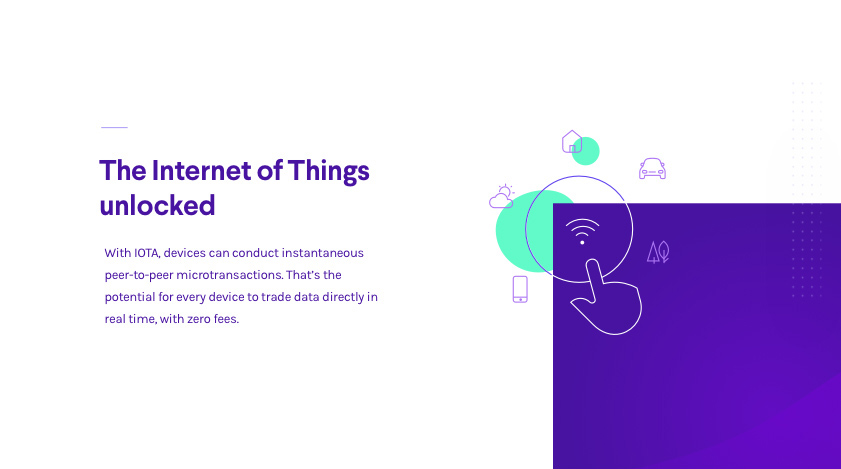 The Internet of Things
unlocked
With IOTA, devices can conduct instantaneous
peer-to-peer microtransactions. That's the
potential for every device to trade data directly in
real time, with zero fees.